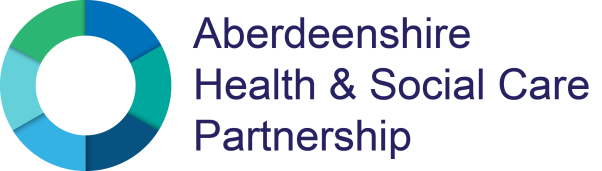 Aberdeenshire
Health & Social Care
Partnership